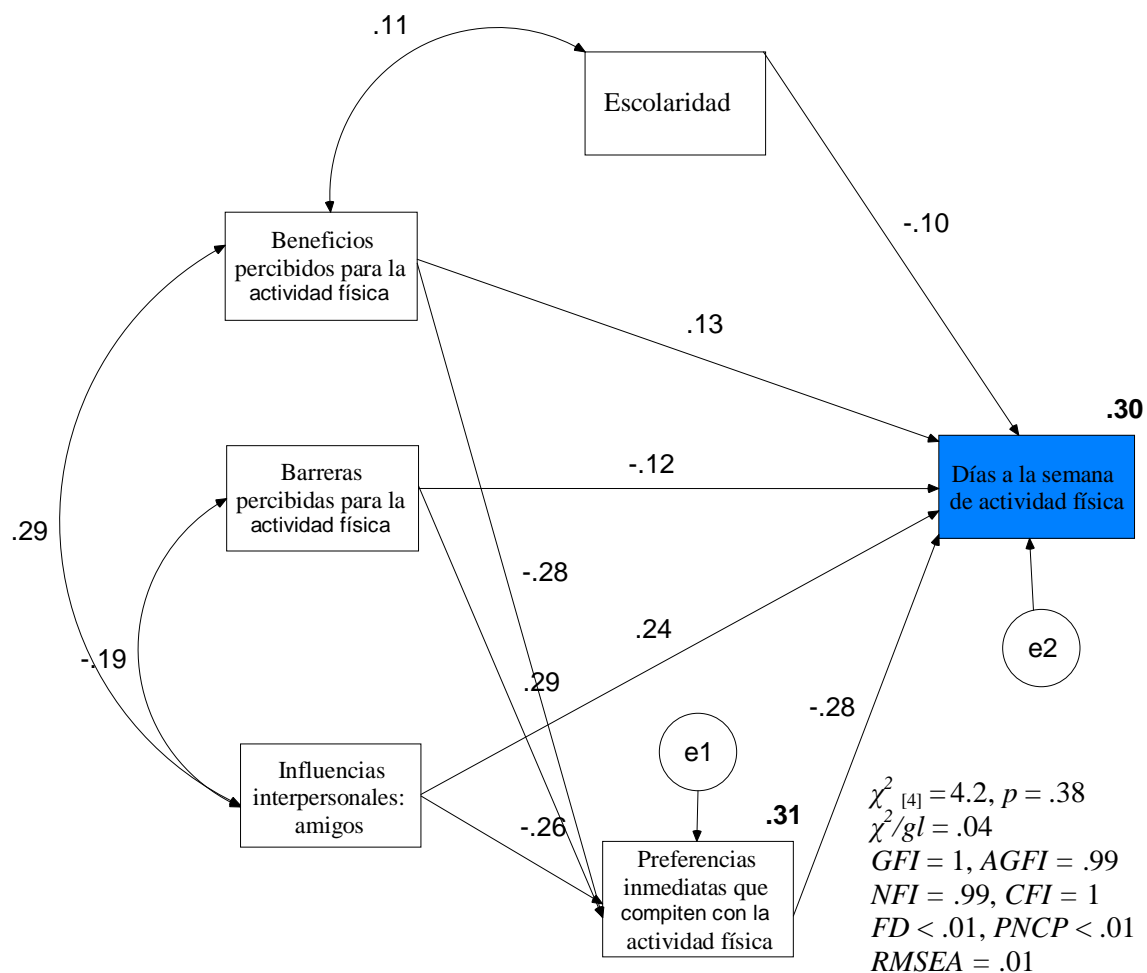 .11
Escolaridad
-.10
Beneficios
percibidos para la
actividad física
.13
.30
Barreras
percibidas para la
actividad física
-.12
Días a la semana
de actividad física
.29
-.28
.24
e2
-.19
.29
-.28
e1
Influencias
interpersonales:
amigos
-.26
.31
Preferencias
inmediatas que
compiten con la
actividad física
χ² [4] = 4.2, p = .38
χ²/gl = .04
GFI = 1, AGFI = .99
NFI = .99, CFI = 1
FD < .01, PNCP < .01
RMSEA = .01